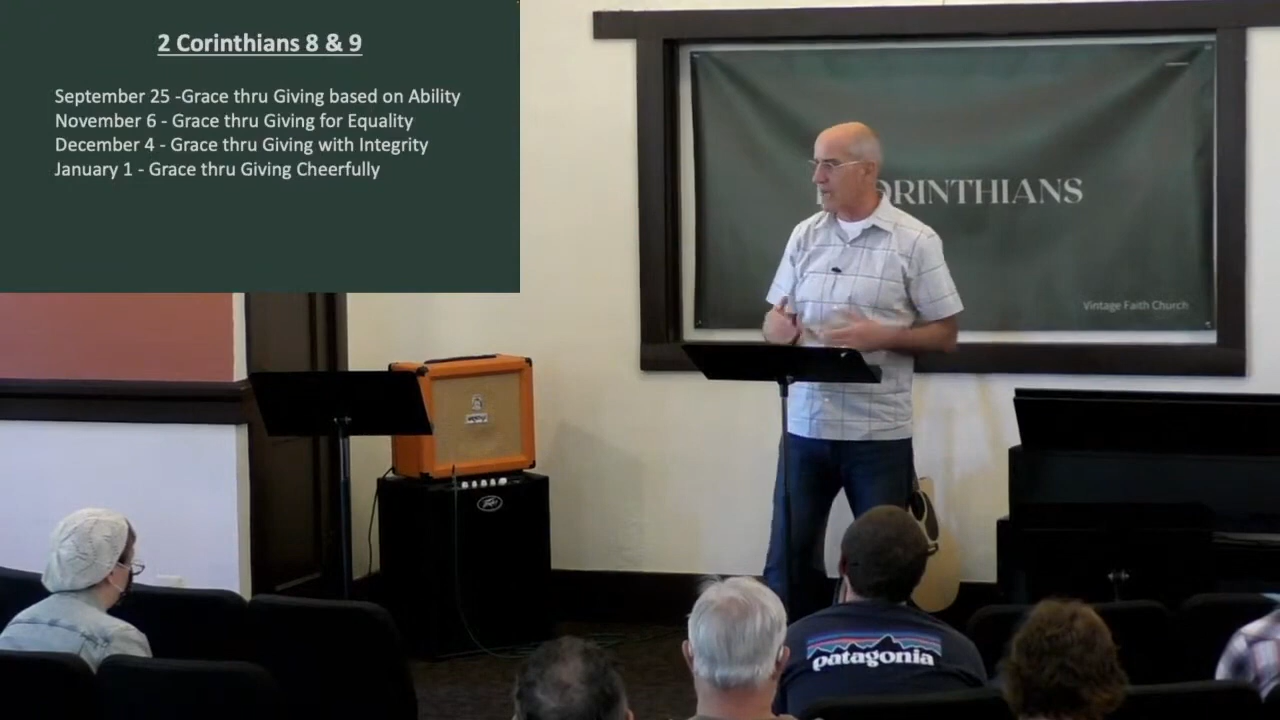 2 Corinthians 8 & 9
September 25 -Grace thru Giving based on Ability
November 6 - Grace thru Giving for Equality
December 4 - Grace thru Giving with Integrity
January 1 - Grace thru Giving Cheerfully
ORINTHIANS
Vintage Faith Church
patagonia